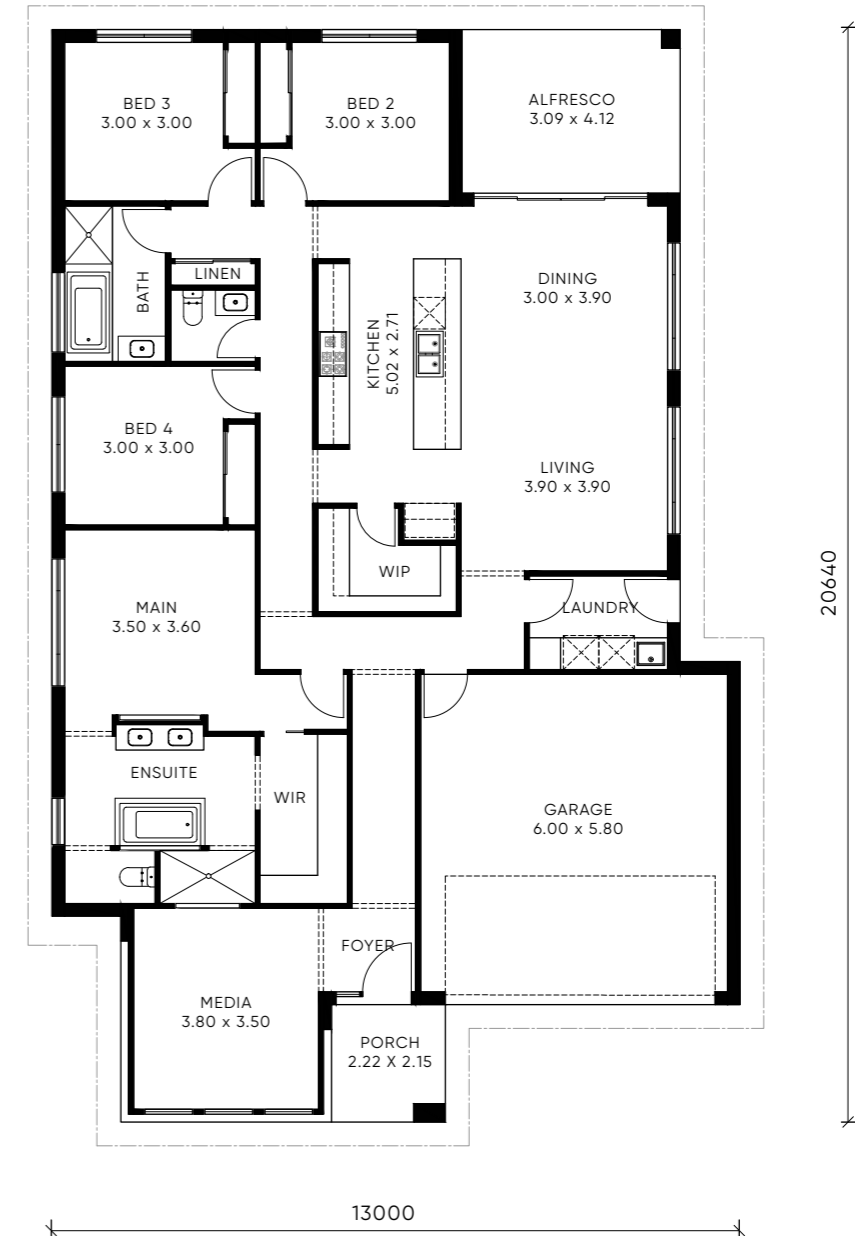 BED 3
3.00 x 3.00
BED 2
3.00 x 3.00
ALFRESCO
3.09 x 4.12
LINEN
BATH
DINING
3.00 x 3.90
KITCHEN
5.02 x 2.71
BED 4
3.00 x 3.00
LIVING
3.90 x 3.90
WIP
LAUNDRY
MAIN
3.50 x 3.60
20640
ENSUITE
WIR
GARAGE
6.00 x 5.80
FOYER
MEDIA
3.80 x 3.50
PORCH
2.22 X 2.15
13000